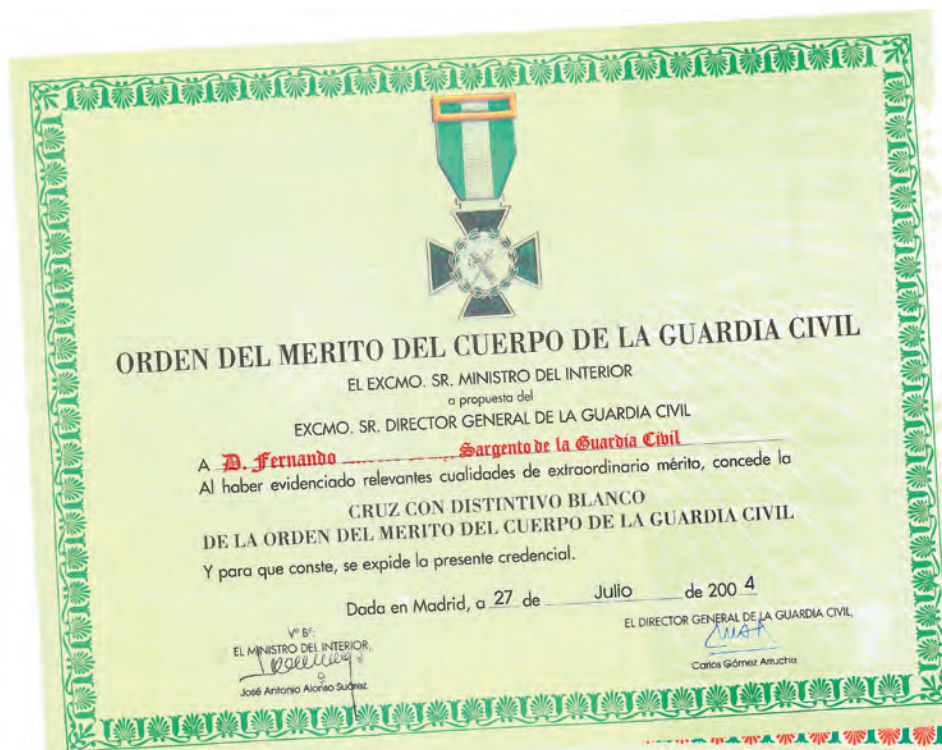 ORDEN DEL MERITO DEL CUERPO DE LA GUARDIA CIVIL
EL EXCMO. SR. MINISTRO DEL INTERIOR
a propuesta del
EXCMO. SR. DIRECTOR GENERAL DE LA GUARDIA CIVIL
A D. Fernando Sargento de la Guardia Civil
Al haber evidenciado relevantes cualidades de extraordinario mérito, concede la
CRUZ CON DISTINTIVO BLANCO
DE LA ORDEN DEL MERITO DEL CUERPO DE LA GUARDIA CIVIL
Y para que conste, se expide la presente credencial.
Dada en Madrid, a 27 de Julio de 200 4
Vº Bº:
EL MINISTRO DEL INTERIOR,
José Antonio Alonso Suárez
EL DIRECTOR GENERAL DE LA GUARDIA CIVIL,
Carlos Gómez Arruche